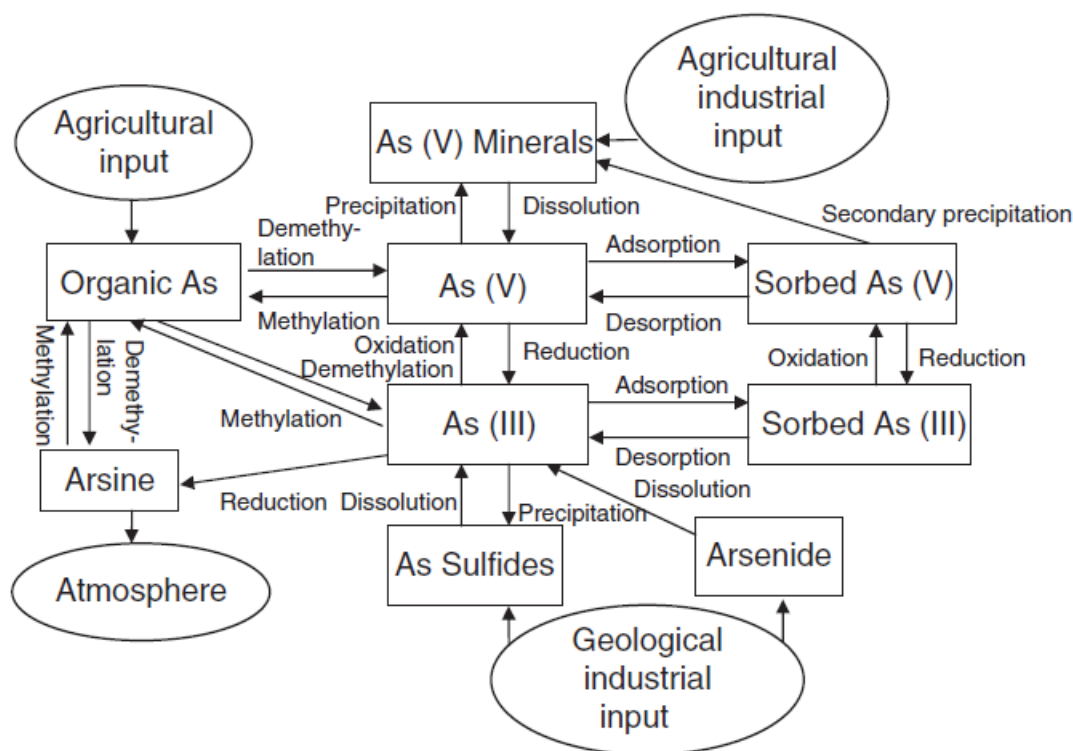 Agricultural
industrial
input
Agricultural
input
As (V) Minerals
Precipitation
Dissolution
Secondary precipitation
Demethy-
lation
Adsorption
Organic As
As (V)
Sorbed As (V)
Methylation
Desorption
Oxidation
Reduction
Oxidation
Reduction
Demethylation
Methylation
Demethy-
lation
Adsorption
Methylation
As (III)
Sorbed As (III)
Desorption
Arsine
Dissolution
Reduction
Dissolution
Precipitation
As Sulfides
Arsenide
Atmosphere
Geological
industrial
input